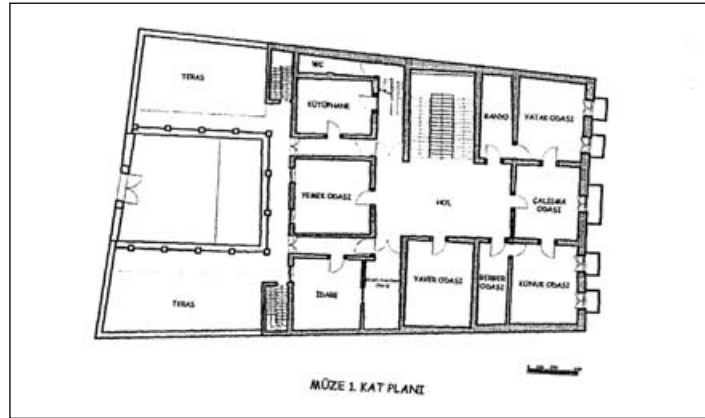 TERAS
WC
KÜTÜPHANE
BANYO
YATAK ODASI
YEMEK ODASI
HOL
ÇALIŞMA
ODASI
TERAS
İDARE
YAVER ODASI
BERBER
ODASI
KONUK ODASI
MÜZE 1. KAT PLANI